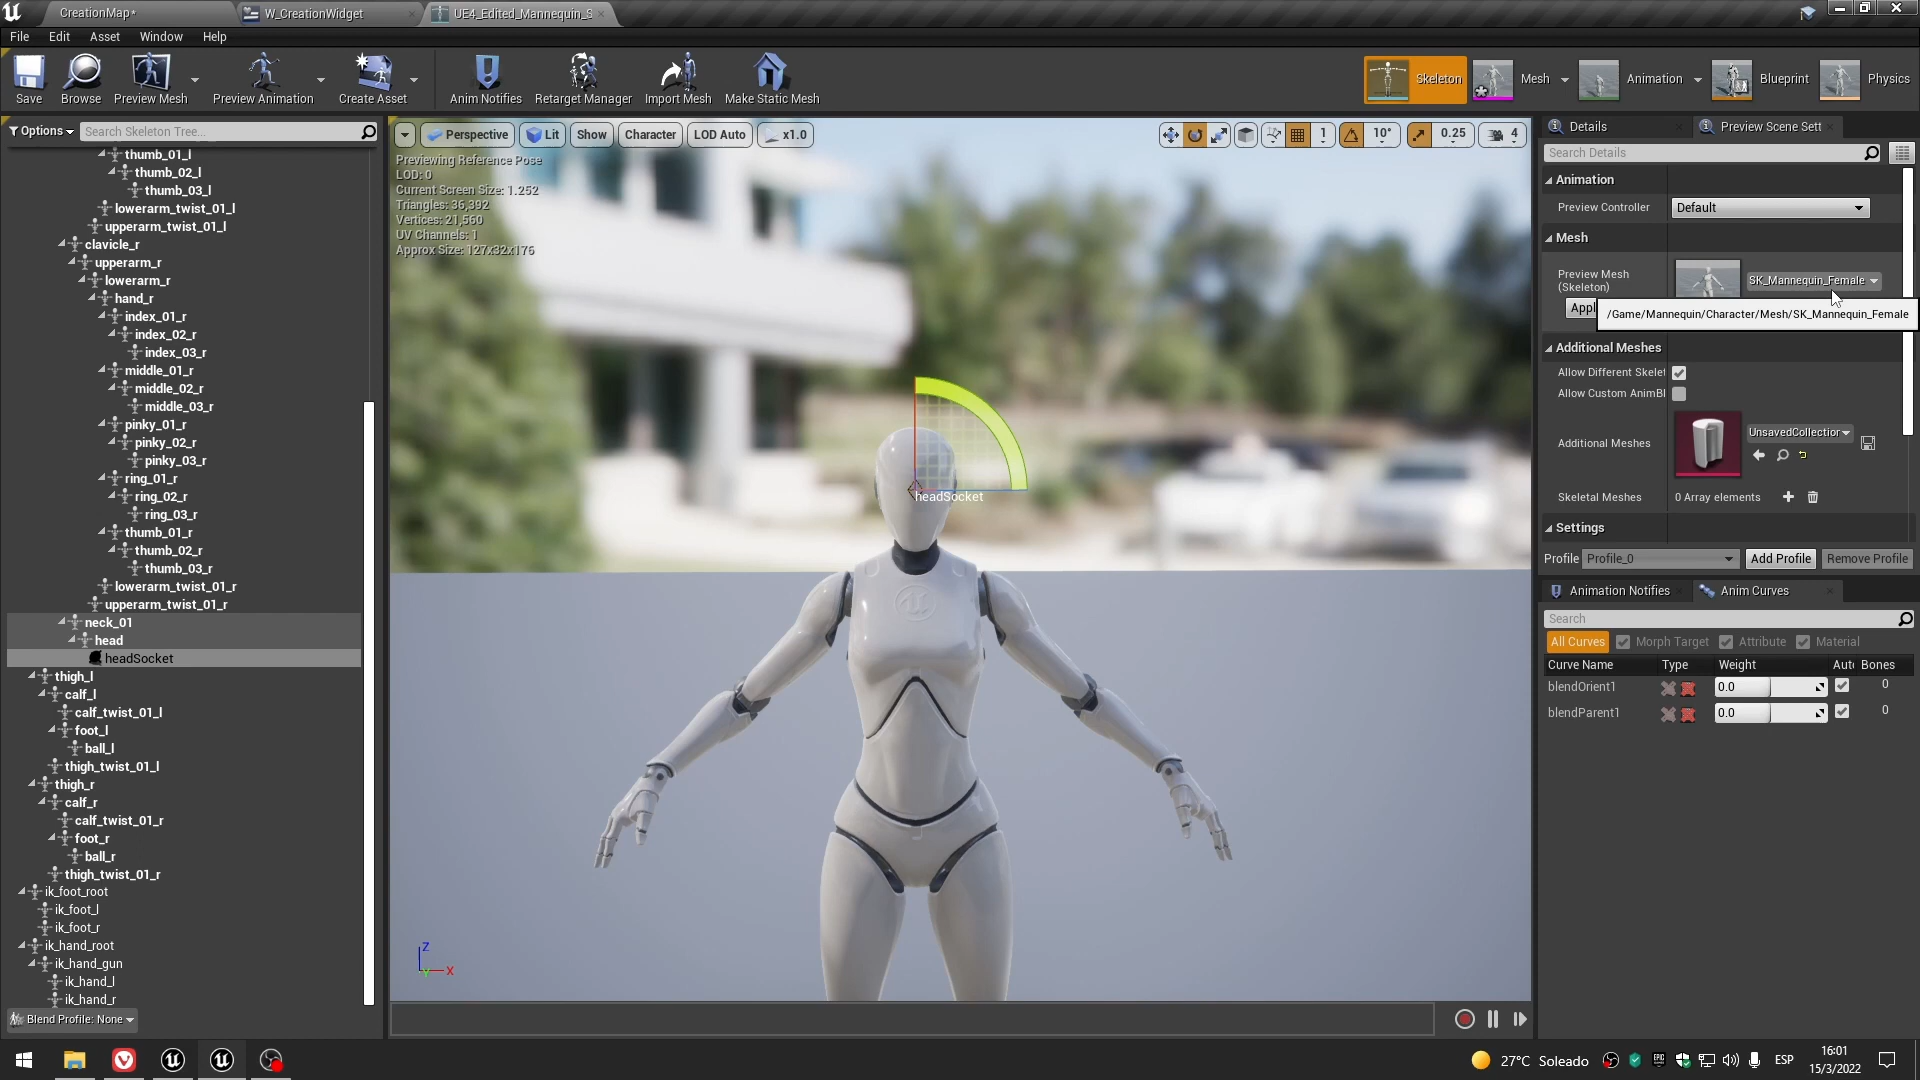 CreationMap*
W_CreationWidget
UE4_Edited_Mannequin_S
File Edit Asset Window Help
Save Browse Preview Mesh Preview Animation Create Asset Anim Notifies Retarget Manager Import Mesh Make Static Mesh
Skeleton Mesh Animation Blueprint Physics
Options Search Skeleton Tree...
thumb_01_l
thumb_02_l
thumb_03_l
lowerarm_twist_01_l
upperarm_twist_01_l
clavicle_r
upperarm_r
lowerarm_r
hand_r
index_01_r
index_02_r
index_03_r
middle_01_r
middle_02_r
middle_03_r
pinky_01_r
pinky_02_r
pinky_03_r
ring_01_r
ring_02_r
ring_03_r
thumb_01_r
thumb_02_r
thumb_03_r
lowerarm_twist_01_r
upperarm_twist_01_r
neck_01
head
headSocket
thigh_l
calf_l
calf_twist_01_l
foot_l
ball_l
thigh_twist_01_l
thigh_r
calf_r
calf_twist_01_r
foot_r
ball_r
thigh_twist_01_r
ik_foot_root
ik_foot_l
ik_foot_r
ik_hand_root
ik_hand_gun
ik_hand_l
ik_hand_r
Blend Profile: None
Perspective Lit Show Character LOD Auto x1.0
1 10° 0.25 4
Previewing Reference Pose
LOD: 0
Current Screen Size: 1.252
Triangles: 36,392
Vertices: 21,560
UV Channels: 1
Approx Size: 127x32x176
headSocket
Z
Y X
Details Preview Scene Sett
Search Details
Animation
Preview Controller Default
Mesh
Preview Mesh
(Skeleton)
SK_Mannequin_Female
Appl
/Game/Mannequin/Character/Mesh/SK_Mannequin_Female
Additional Meshes
Allow Different Skelet
Allow Custom AnimBl
Additional Meshes UnsavedCollection
Skeletal Meshes 0 Array elements
Settings
Profile Profile_0 Add Profile Remove Profile
Animation Notifies Anim Curves
Search
All Curves Morph Target Attribute Material
Curve Name Type Weight Aut Bones
blendOrient1 0.0 0
blendParent1 0.0 0
27°C Soleado
EPIC
ESP
16:01
15/3/2022